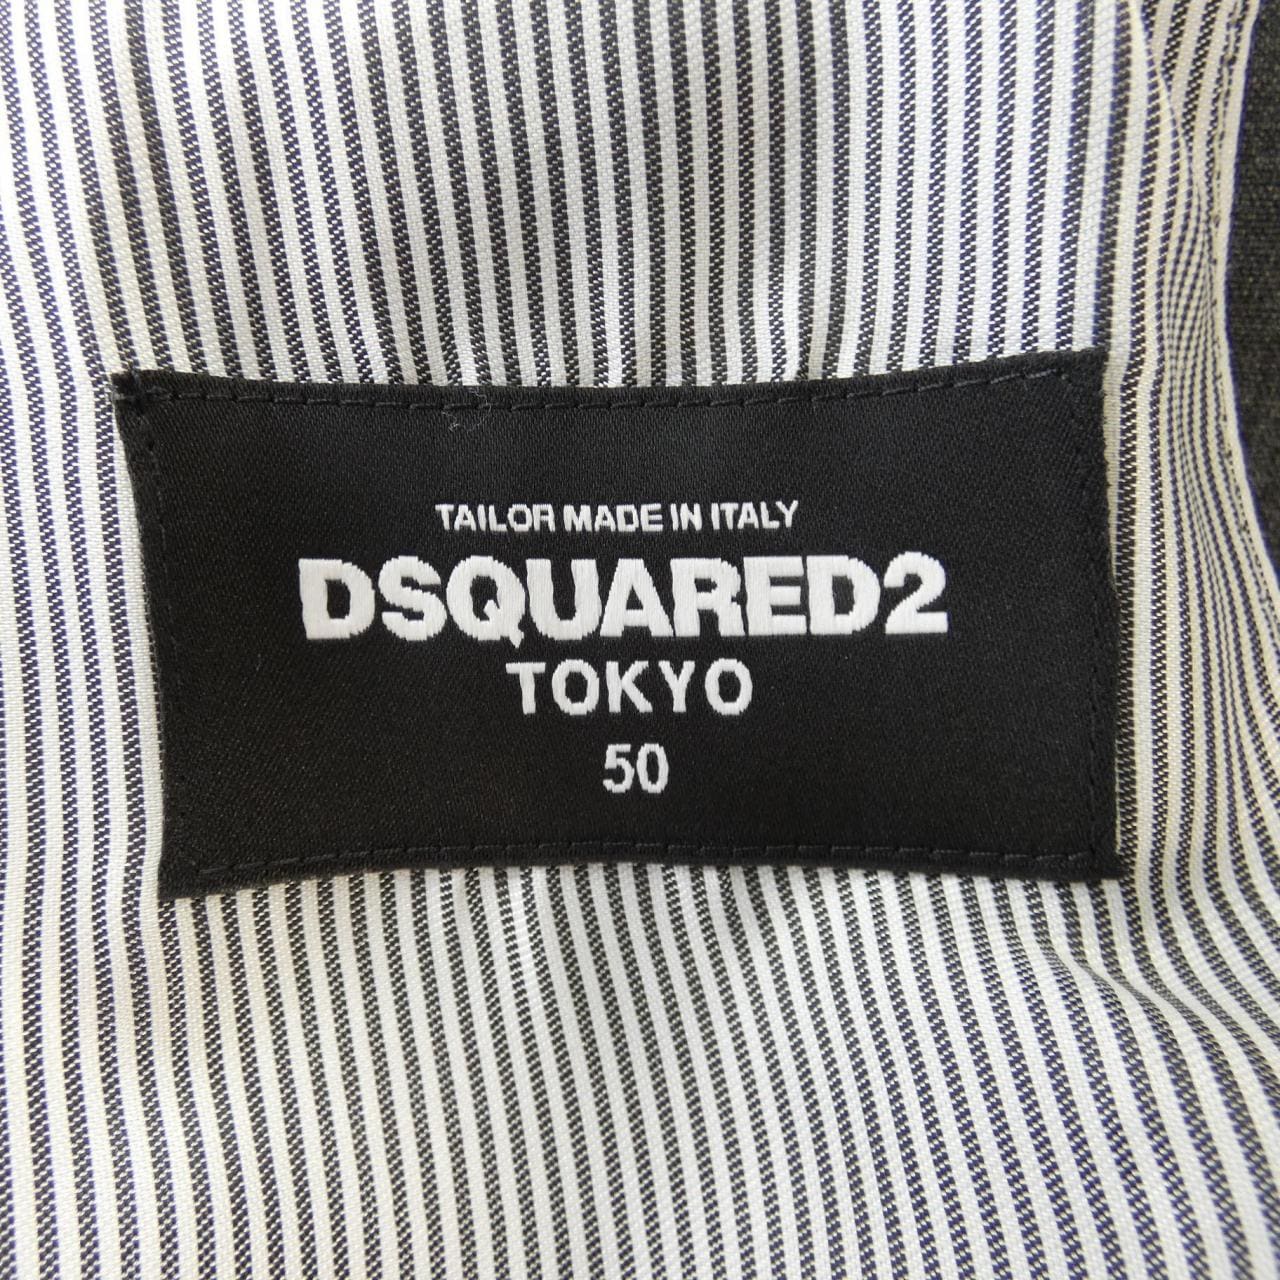 TAILOR MADE IN ITALY
DSQUARED2
TOKYO
50